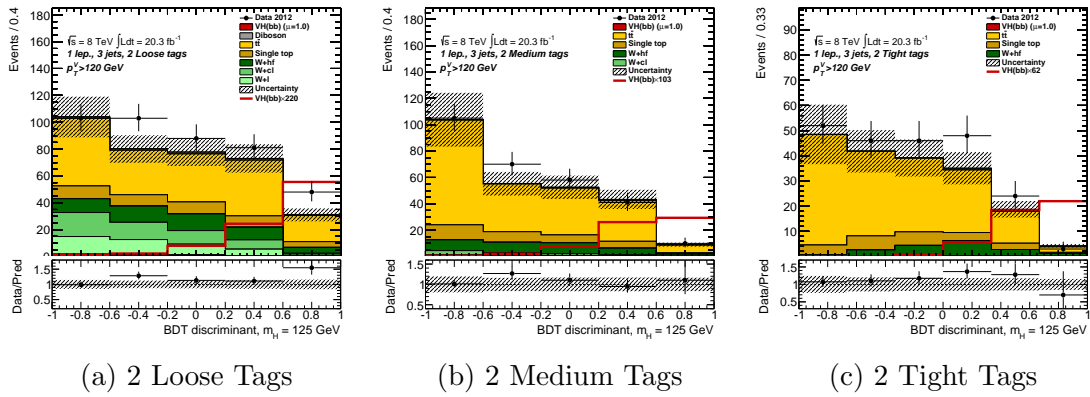 Events / 0.4
180
160
140
120
100
80
60
40
20
0
√s = 8 TeV ∫Ldt = 20.3 fb⁻¹
1 lep., 3 jets, 2 Loose tags
p_T^V>120 GeV
Data 2012
VH(bb) (μ=1.0)
Diboson
tt̄
Single top
W+hf
W+cl
W+l
Uncertainty
VH(bb)×220
Data/Pred
1.5
1
0.5
-1 -0.8 -0.6 -0.4 -0.2 0 0.2 0.4 0.6 0.8 1
BDT discriminant, m_H = 125 GeV
(a) 2 Loose Tags
Events / 0.4
180
160
140
120
100
80
60
40
20
0
√s = 8 TeV ∫Ldt = 20.3 fb⁻¹
1 lep., 3 jets, 2 Medium tags
p_T^V>120 GeV
Data 2012
VH(bb) (μ=1.0)
tt̄
Single top
W+hf
W+cl
Uncertainty
VH(bb)×103
Data/Pred
1.5
1
0.5
-1 -0.8 -0.6 -0.4 -0.2 0 0.2 0.4 0.6 0.8 1
BDT discriminant, m_H = 125 GeV
(b) 2 Medium Tags
Events / 0.33
90
80
70
60
50
40
30
20
10
0
√s = 8 TeV ∫Ldt = 20.3 fb⁻¹
1 lep., 3 jets, 2 Tight tags
p_T^V>120 GeV
Data 2012
VH(bb) (μ=1.0)
tt̄
Single top
W+hf
Uncertainty
VH(bb)×62
Data/Pred
1.5
1
0.5
-1 -0.8 -0.6 -0.4 -0.2 0 0.2 0.4 0.6 0.8 1
BDT discriminant, m_H = 125 GeV
(c) 2 Tight Tags